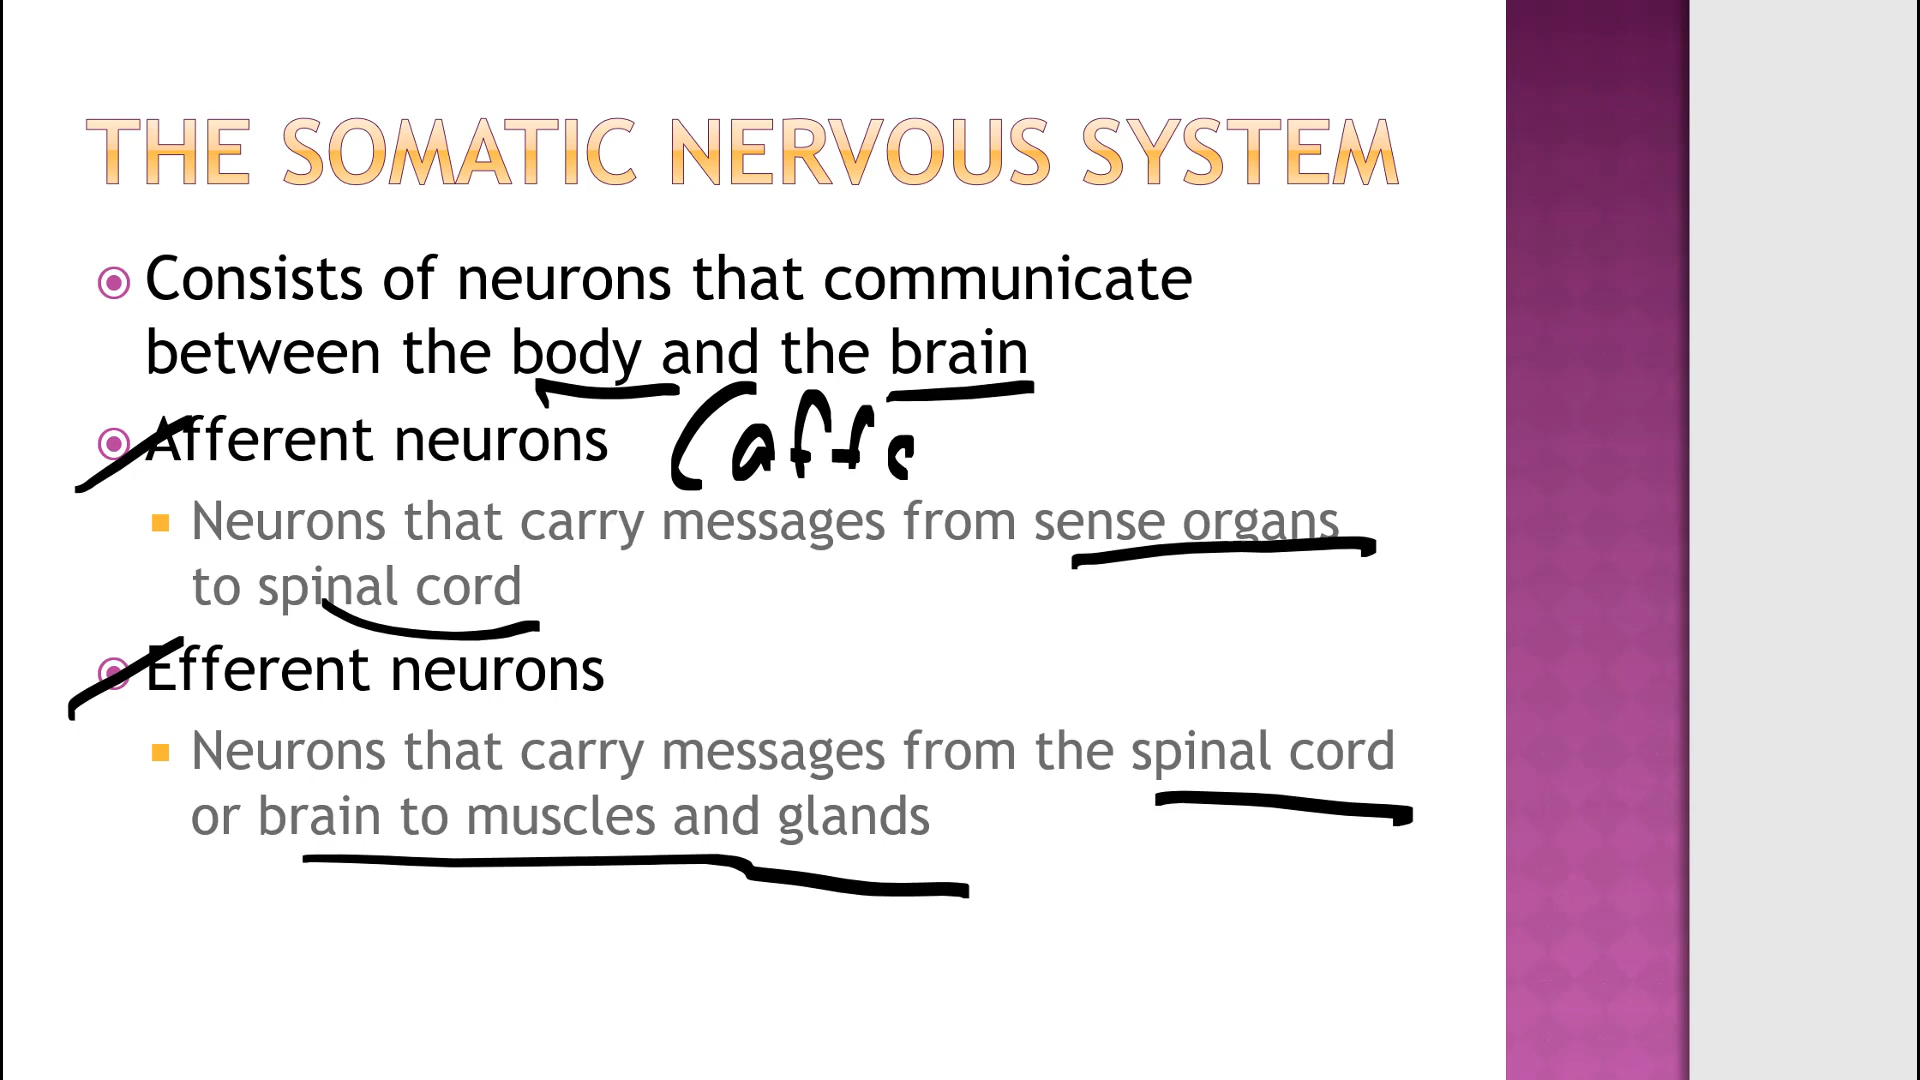 THE SOMATIC NERVOUS SYSTEM
Consists of neurons that communicate
between the body and the brain
Afferent neurons (affe
Neurons that carry messages from sense organs
to spinal cord
Efferent neurons
Neurons that carry messages from the spinal cord
or brain to muscles and glands